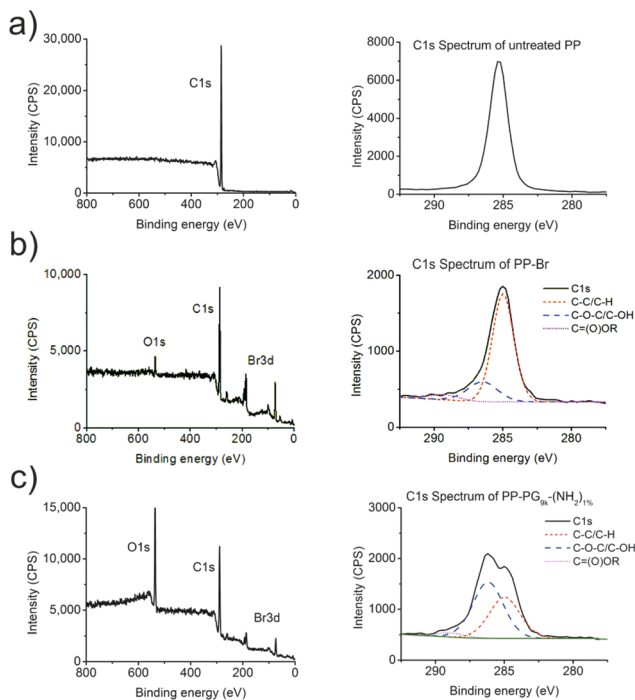 a)
30,000
20,000
10,000
0
800
600
400
200
0
Intensity (CPS)
Binding energy (eV)
C1s
C1s Spectrum of untreated PP
8000
6000
4000
2000
0
290
285
280
Intensity (CPS)
Binding energy (eV)
b)
10,000
5,000
0
800
600
400
200
0
Intensity (CPS)
Binding energy (eV)
O1s
C1s
Br3d
C1s Spectrum of PP-Br
2000
1000
0
290
285
280
Intensity (CPS)
Binding energy (eV)
C1s
C-C/C-H
C-O-C/C-OH
C=(O)OR
c)
15,000
10,000
5,000
0
800
600
400
200
0
Intensity (CPS)
Binding energy (eV)
O1s
C1s
Br3d
C1s Spectrum of PP-PG9k-(NH2)1%
3000
2000
1000
0
290
285
280
Intensity (CPS)
Binding energy (eV)
C1s
C-C/C-H
C-O-C/C-OH
C=(O)OR